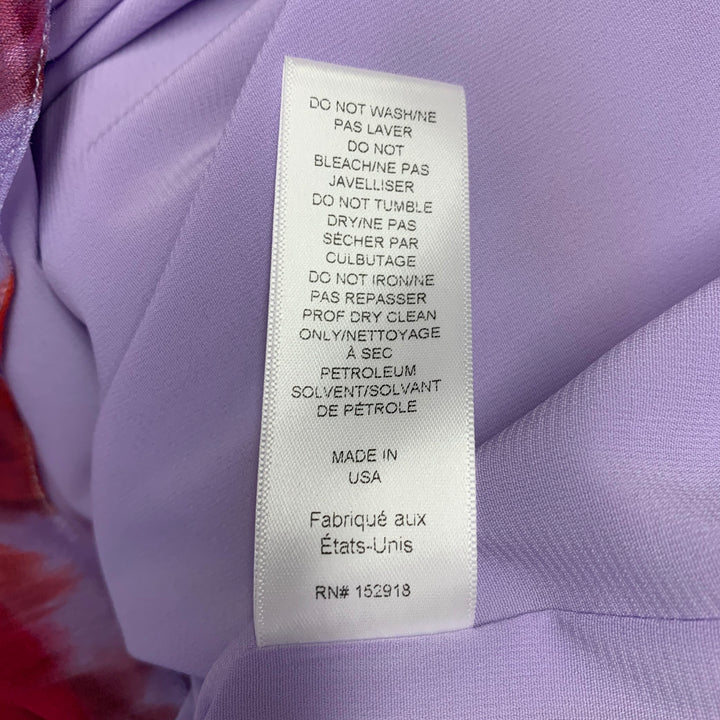 DO NOT WASH/NE
PAS LAVER
DO NOT
BLEACH/NE PAS
JAVELLISER
DO NOT TUMBLE
DRY/NE PAS
SÉCHER PAR
CULBUTAGE
DO NOT IRON/NE
PAS REPASSER
PROF DRY CLEAN
ONLY/NETTOYAGE
À SEC
PETROLEUM
SOLVENT/SOLVANT
DE PÉTROLE
MADE IN
USA
Fabriqué aux
États-Unis
RN# 152918